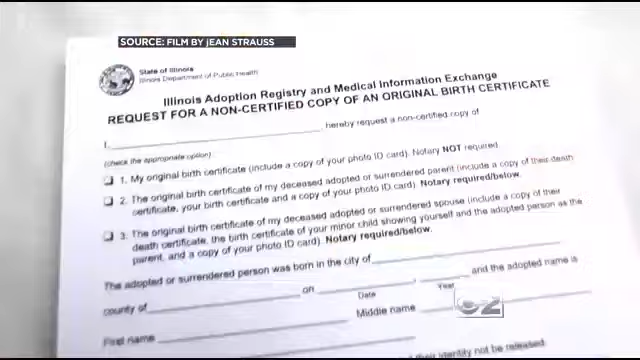 SOURCE: FILM BY jEAN STRAUSS
State of Illinois
Illinois Department of Public Health
Illinois Adoption Registry and Medical Information Exchange
REQUEST FOR A NON-CERTIFIED COPY OF AN ORIGINAL BIRTH CERTIFICATE
I, hereby request a non-certified copy of
(check the appropriate option)
1. My original birth certificate (include a copy of your photo ID card). Notary NOT required.
2. The original birth certificate of my deceased adopted or surrendered parent (include a copy of their death
certificate, your birth certificate and a copy of your photo ID card). Notary required/below.
3. The original birth certificate of my deceased adopted or surrendered spouse (include a copy of their
death certificate, the birth certificate of your minor child showing yourself and the adopted person as the
parent, and a copy of your photo ID card). Notary required/below.
The adopted or surrendered person was born in the city of
county of on , and the adopted name is
Date Year
First name Middle name
2
their identity not be released.